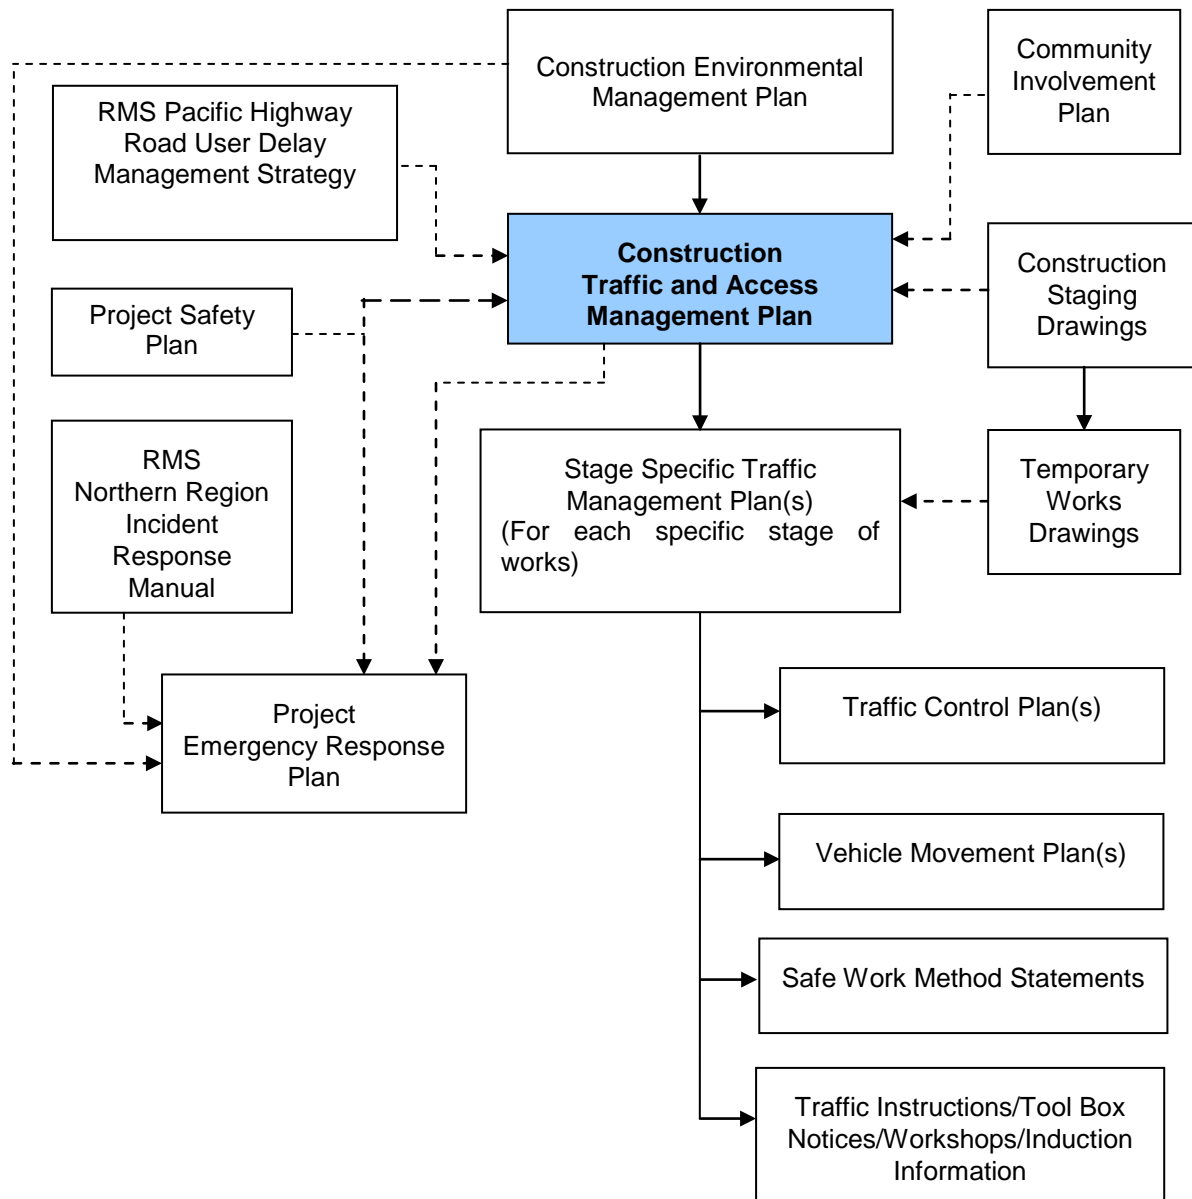 Construction Environmental
Management Plan
Community
Involvement
Plan
RMS Pacific Highway
Road User Delay
Management Strategy
Construction
Traffic and Access
Management Plan
Construction
Staging
Drawings
Project Safety
Plan
RMS
Northern Region
Incident
Response
Manual
Stage Specific Traffic
Management Plan(s)
(For each specific stage of
works)
Temporary
Works
Drawings
Project
Emergency Response
Plan
Traffic Control Plan(s)
Vehicle Movement Plan(s)
Safe Work Method Statements
Traffic Instructions/Tool Box
Notices/Workshops/Induction
Information